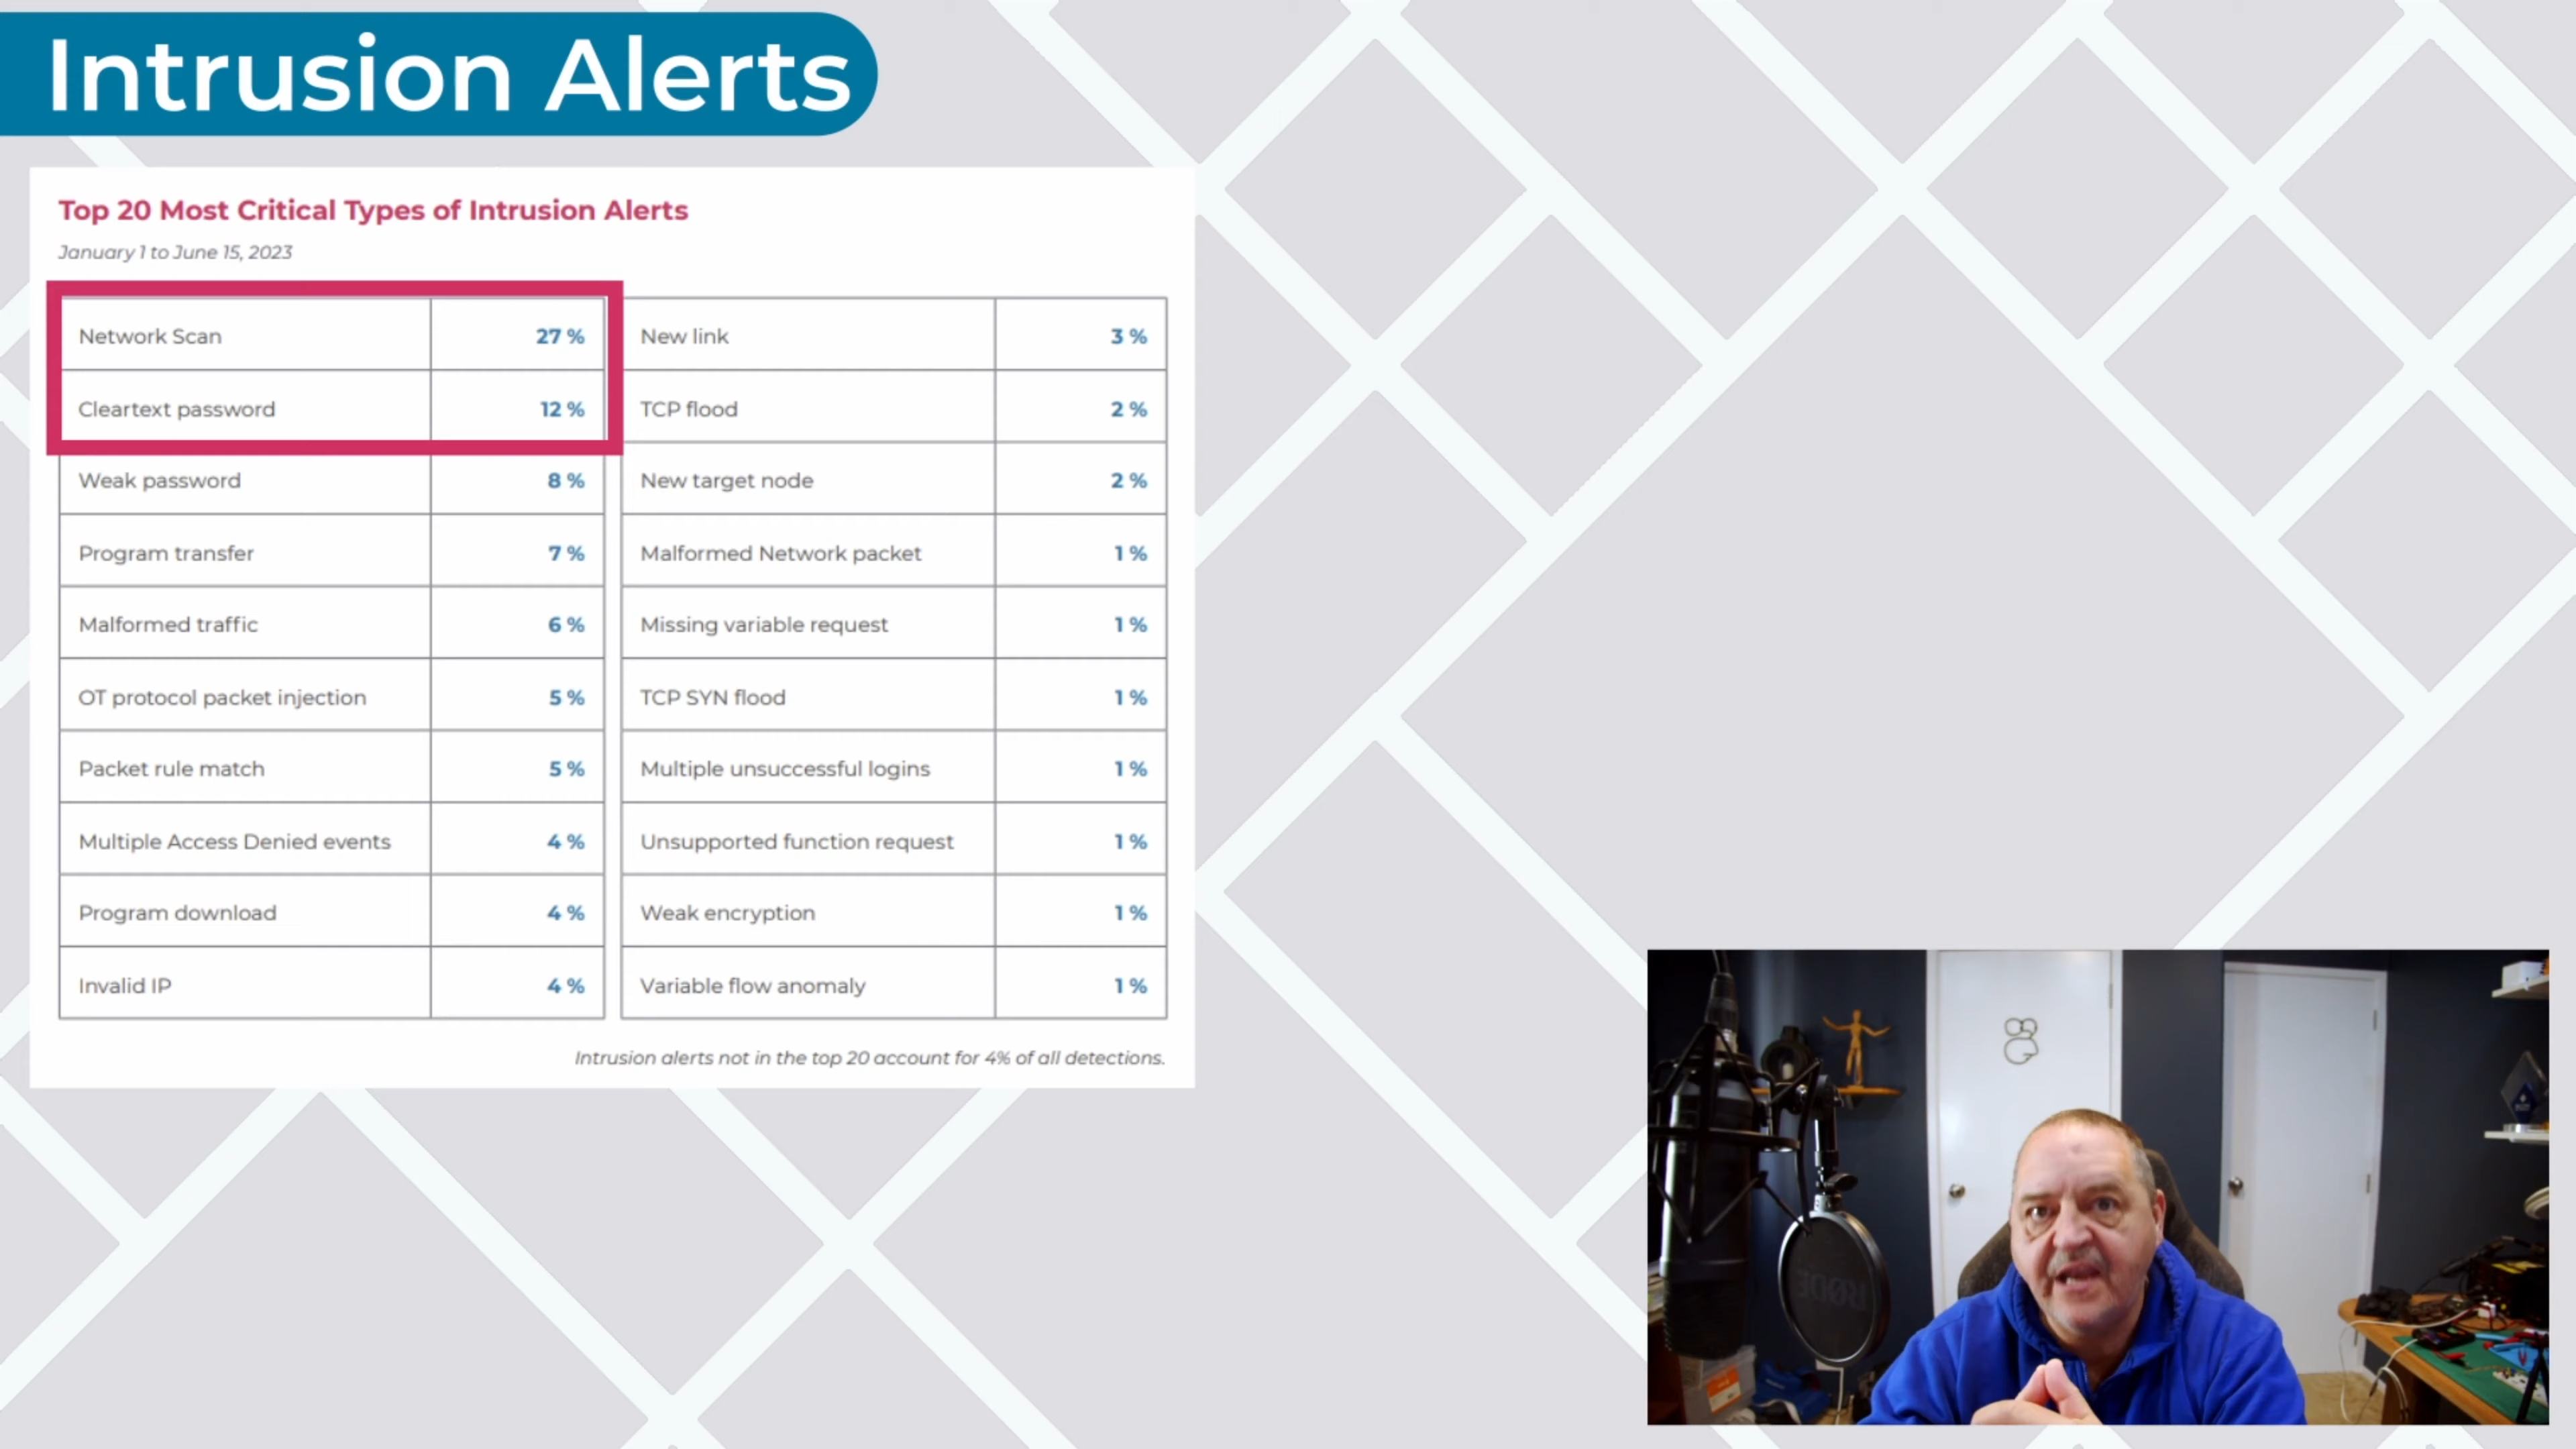 Intrusion Alerts
Top 20 Most Critical Types of Intrusion Alerts
January 1 to June 15, 2023
Network Scan 27 %
Cleartext password 12 %
Weak password 8 %
Program transfer 7 %
Malformed traffic 6 %
OT protocol packet injection 5 %
Packet rule match 5 %
Multiple Access Denied events 4 %
Program download 4 %
Invalid IP 4 %
New link 3 %
TCP flood 2 %
New target node 2 %
Malformed Network packet 1 %
Missing variable request 1 %
TCP SYN flood 1 %
Multiple unsuccessful logins 1 %
Unsupported function request 1 %
Weak encryption 1 %
Variable flow anomaly 1 %
Intrusion alerts not in the top 20 account for 4% of all detections.
RØDE